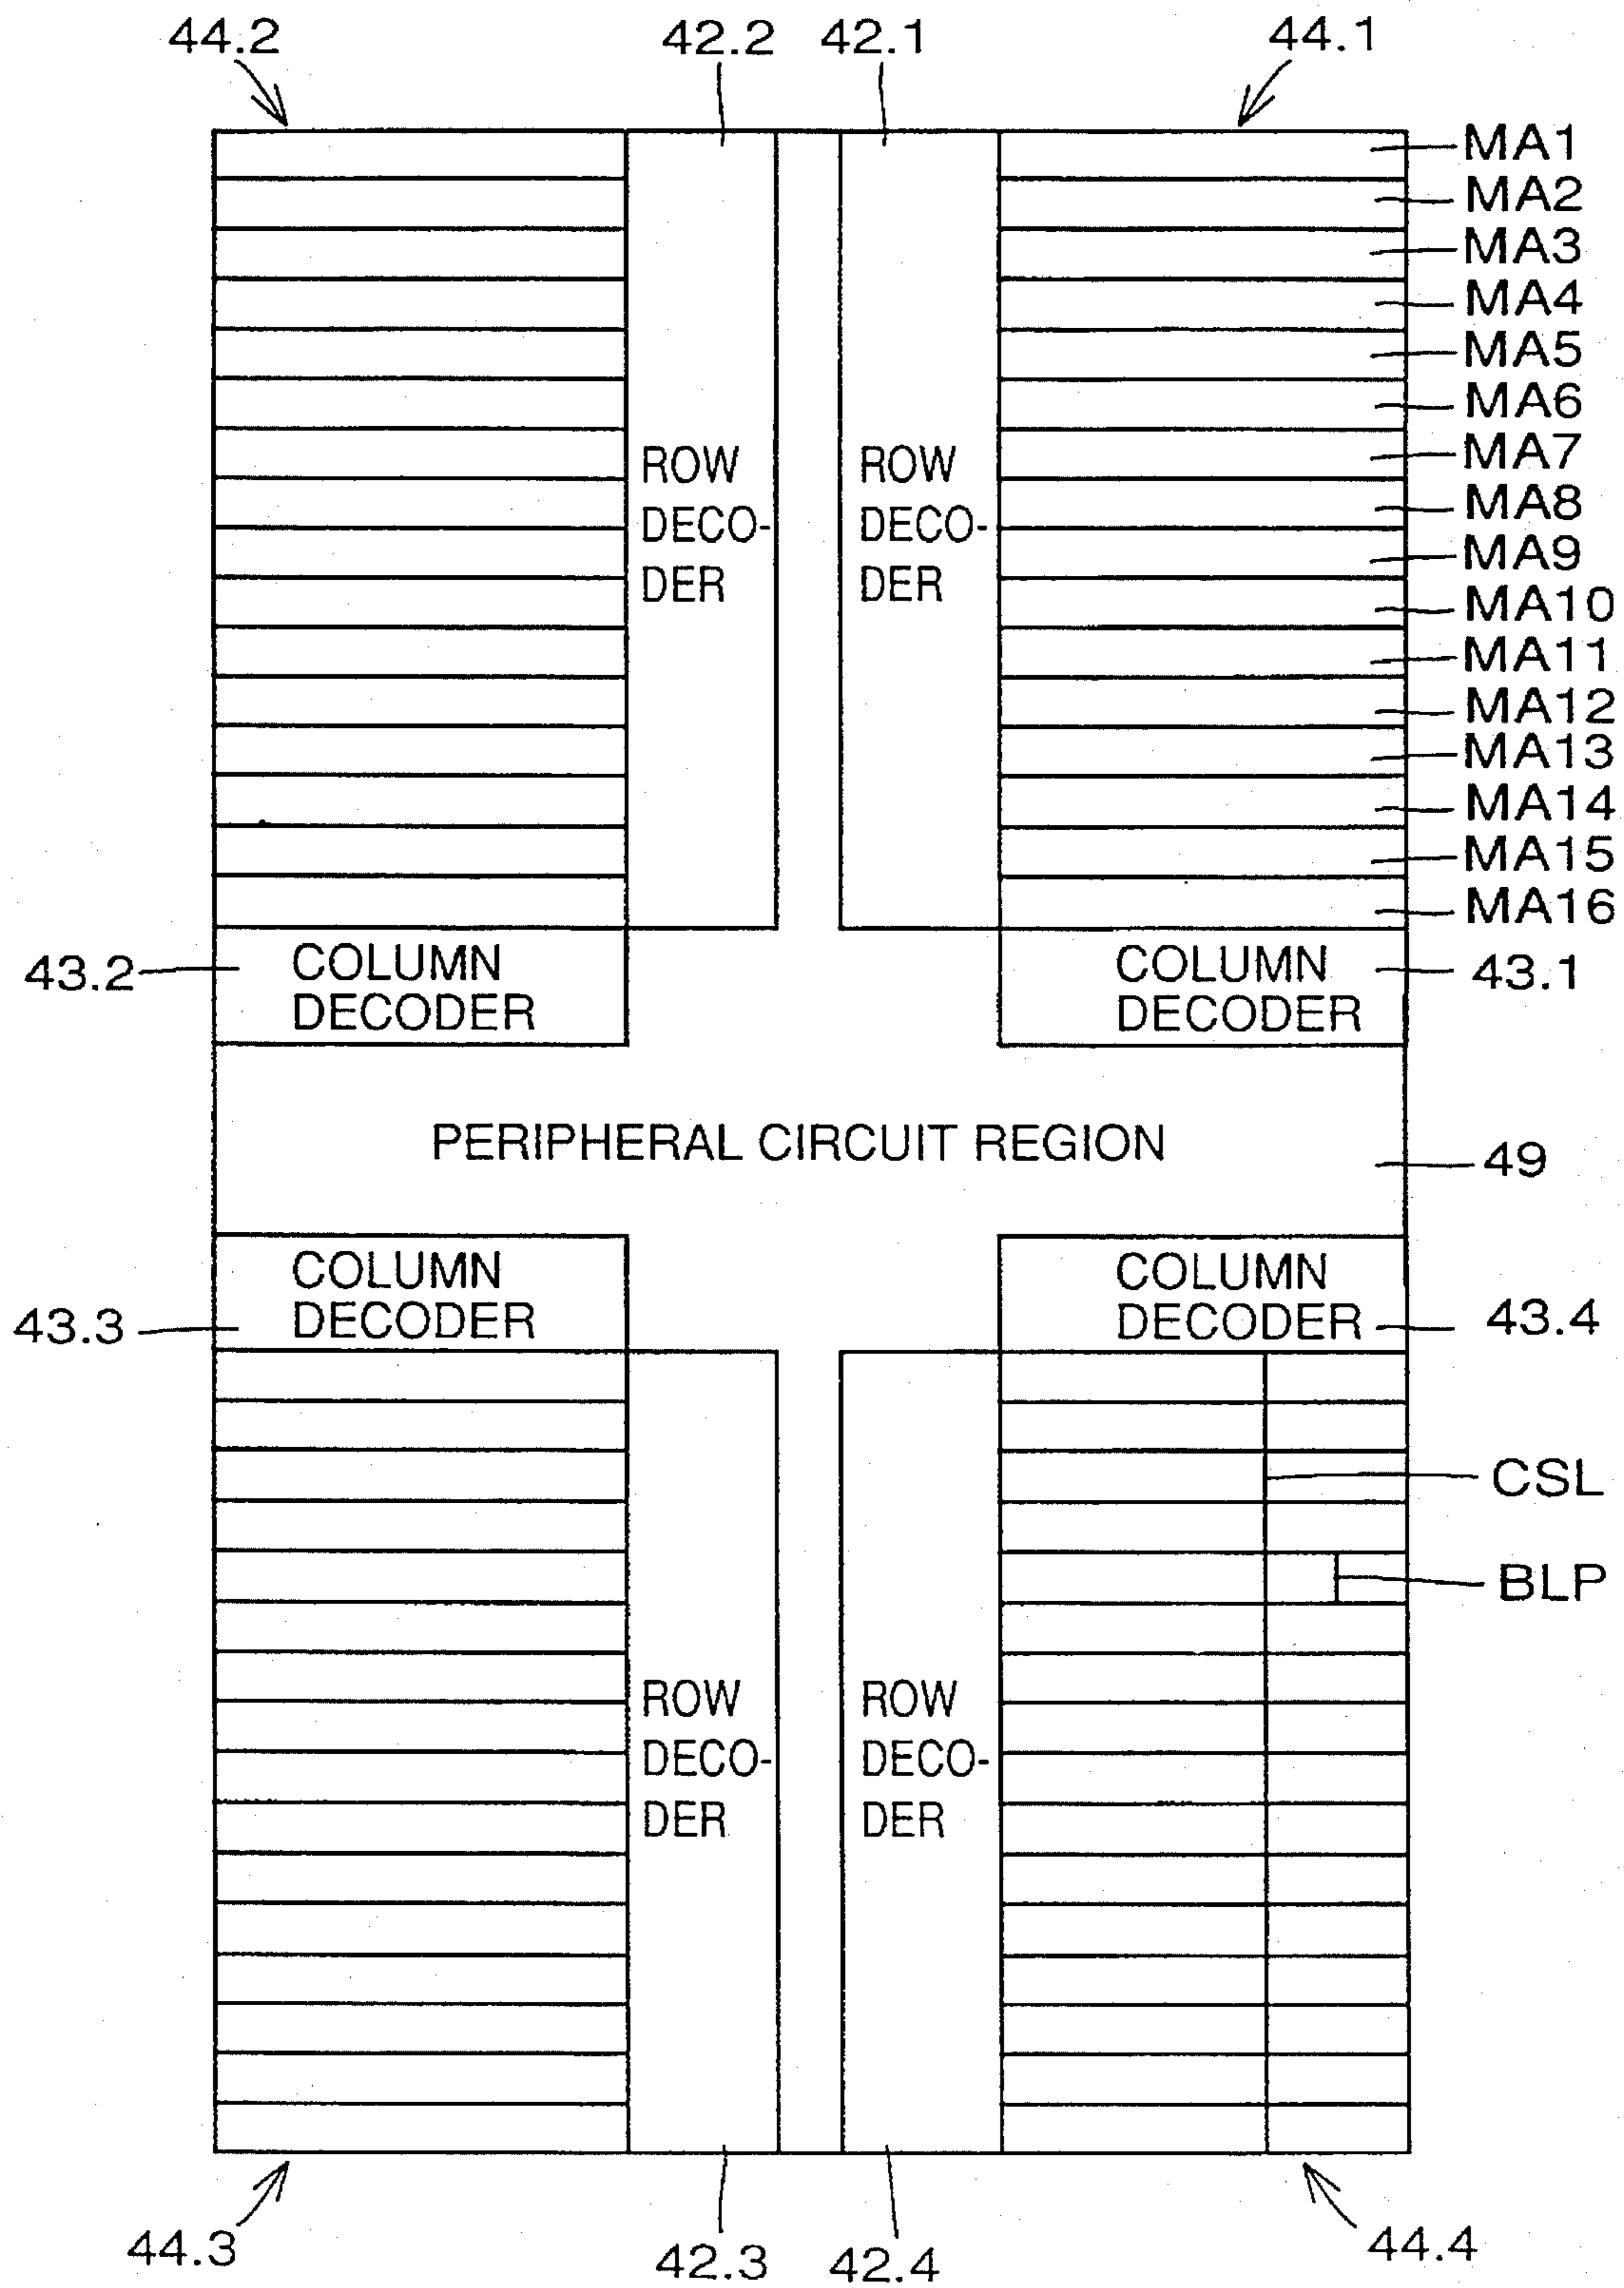 44.2 42.2 42.1 44.1
MA1
MA2
MA3
MA4
MA5
MA6
MA7
MA8
MA9
MA10
MA11
MA12
MA13
MA14
MA15
MA16
ROW
DECO-
DER
ROW
DECO-
DER
43.2
COLUMN
DECODER
COLUMN
DECODER
43.1
PERIPHERAL CIRCUIT REGION
49
43.3
COLUMN
DECODER
COLUMN
DECODER
43.4
CSL
BLP
ROW
DECO-
DER
ROW
DECO-
DER
44.3 42.3 42.4 44.4